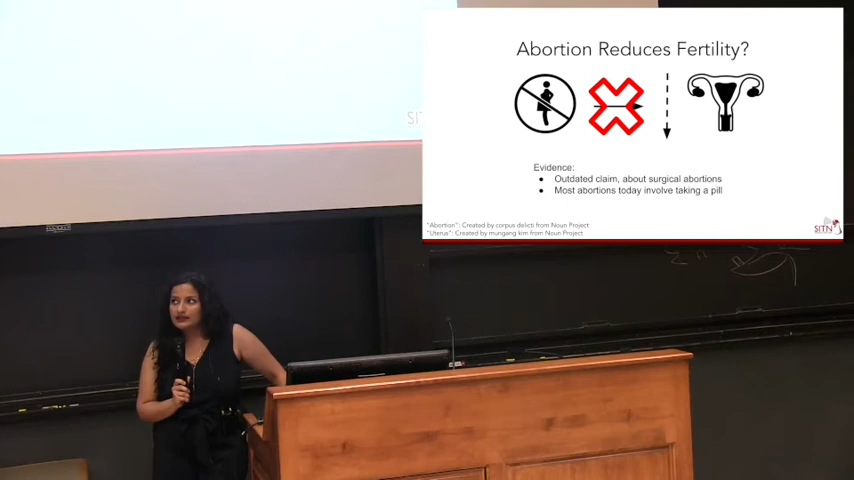 SI
Abortion Reduces Fertility?
Evidence:
Outdated claim, about surgical abortions
Most abortions today involve taking a pill
"Abortion": Created by corpus delicti from Noun Project
"Uterus": Created by mungang kim from Noun Project
SITN